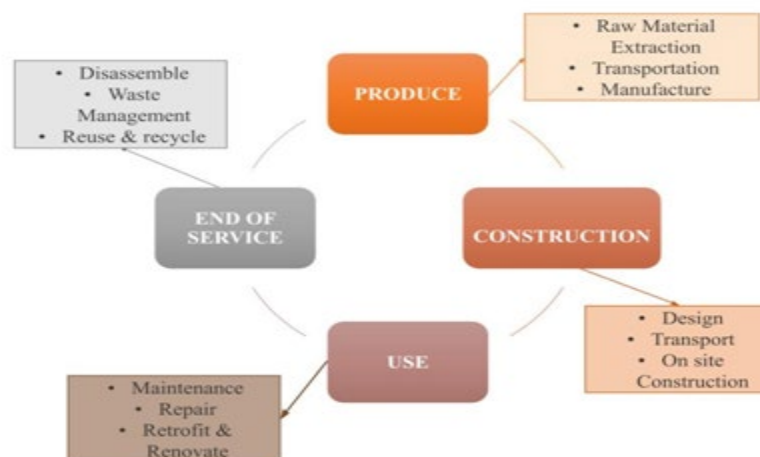 PRODUCE
• Raw Material
Extraction
• Transportation
• Manufacture
• Disassemble
• Waste
Management
• Reuse & recycle
END OF
SERVICE
CONSTRUCTION
• Design
• Transport
• On site
Construction
USE
• Maintenance
• Repair
• Retrofit &
Renovate